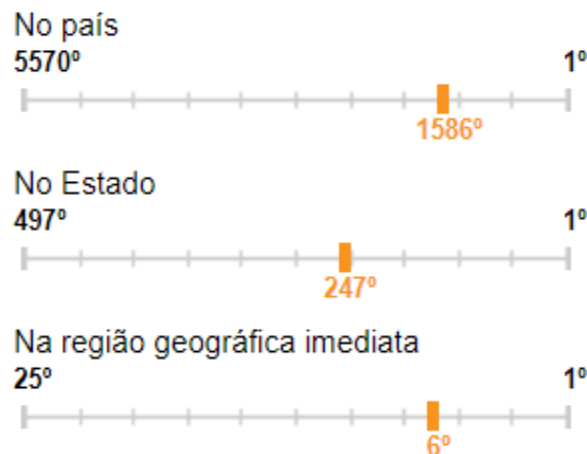 No país
5570º 1º
1586º
No Estado
497º 1º
247º
Na região geográfica imediata
25º 1º
6º